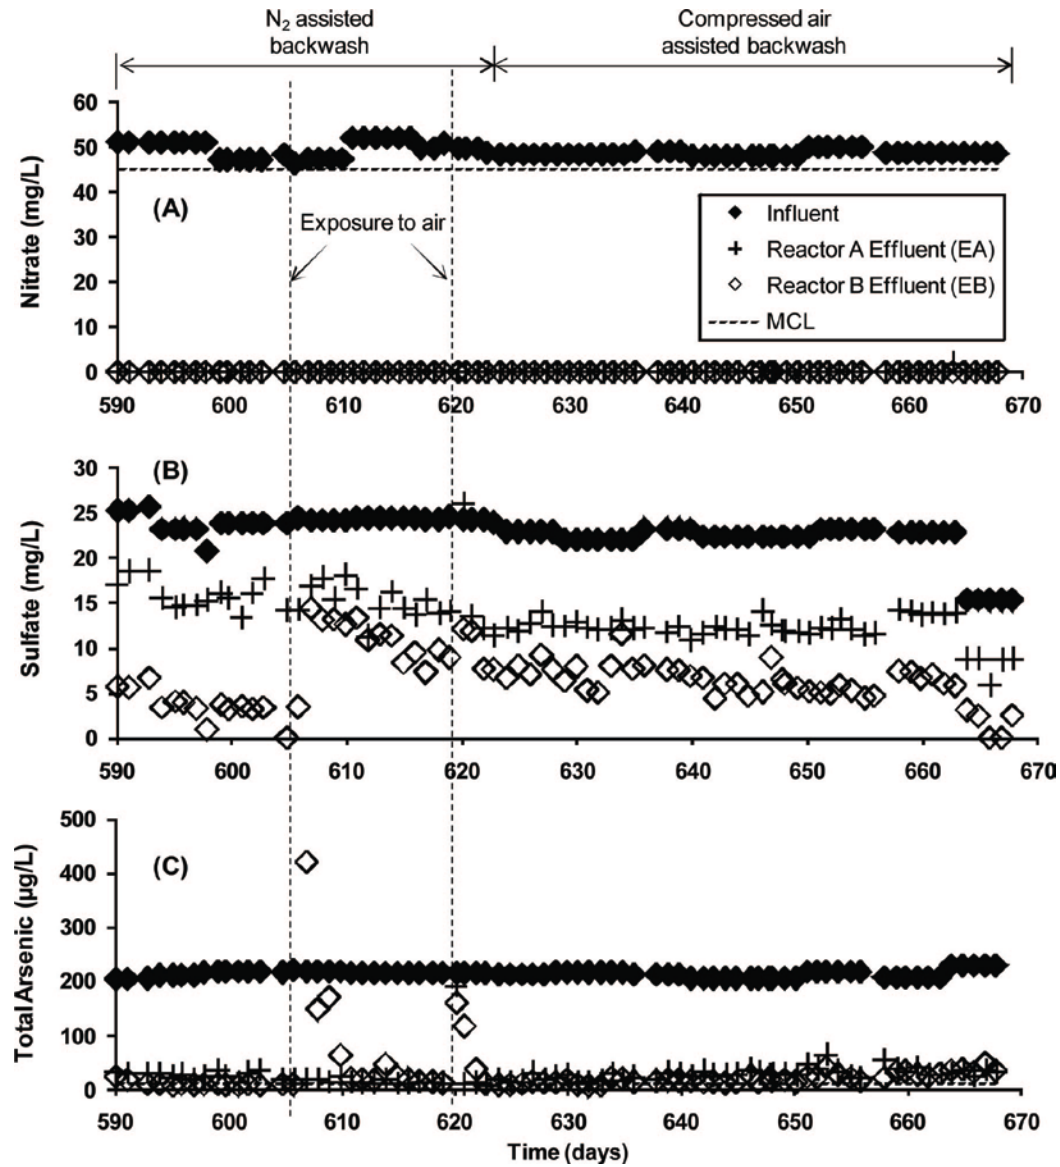 N₂ assisted
backwash
Compressed air
assisted backwash
60
50
40
30
20
10
0
Nitrate (mg/L)
(A)
Exposure to air
Influent
Reactor A Effluent (EA)
Reactor B Effluent (EB)
MCL
590 600 610 620 630 640 650 660 670
30
25
20
15
10
5
0
Sulfate (mg/L)
(B)
590 600 610 620 630 640 650 660 670
500
400
300
200
100
0
Total Arsenic (µg/L)
(C)
590 600 610 620 630 640 650 660 670
Time (days)